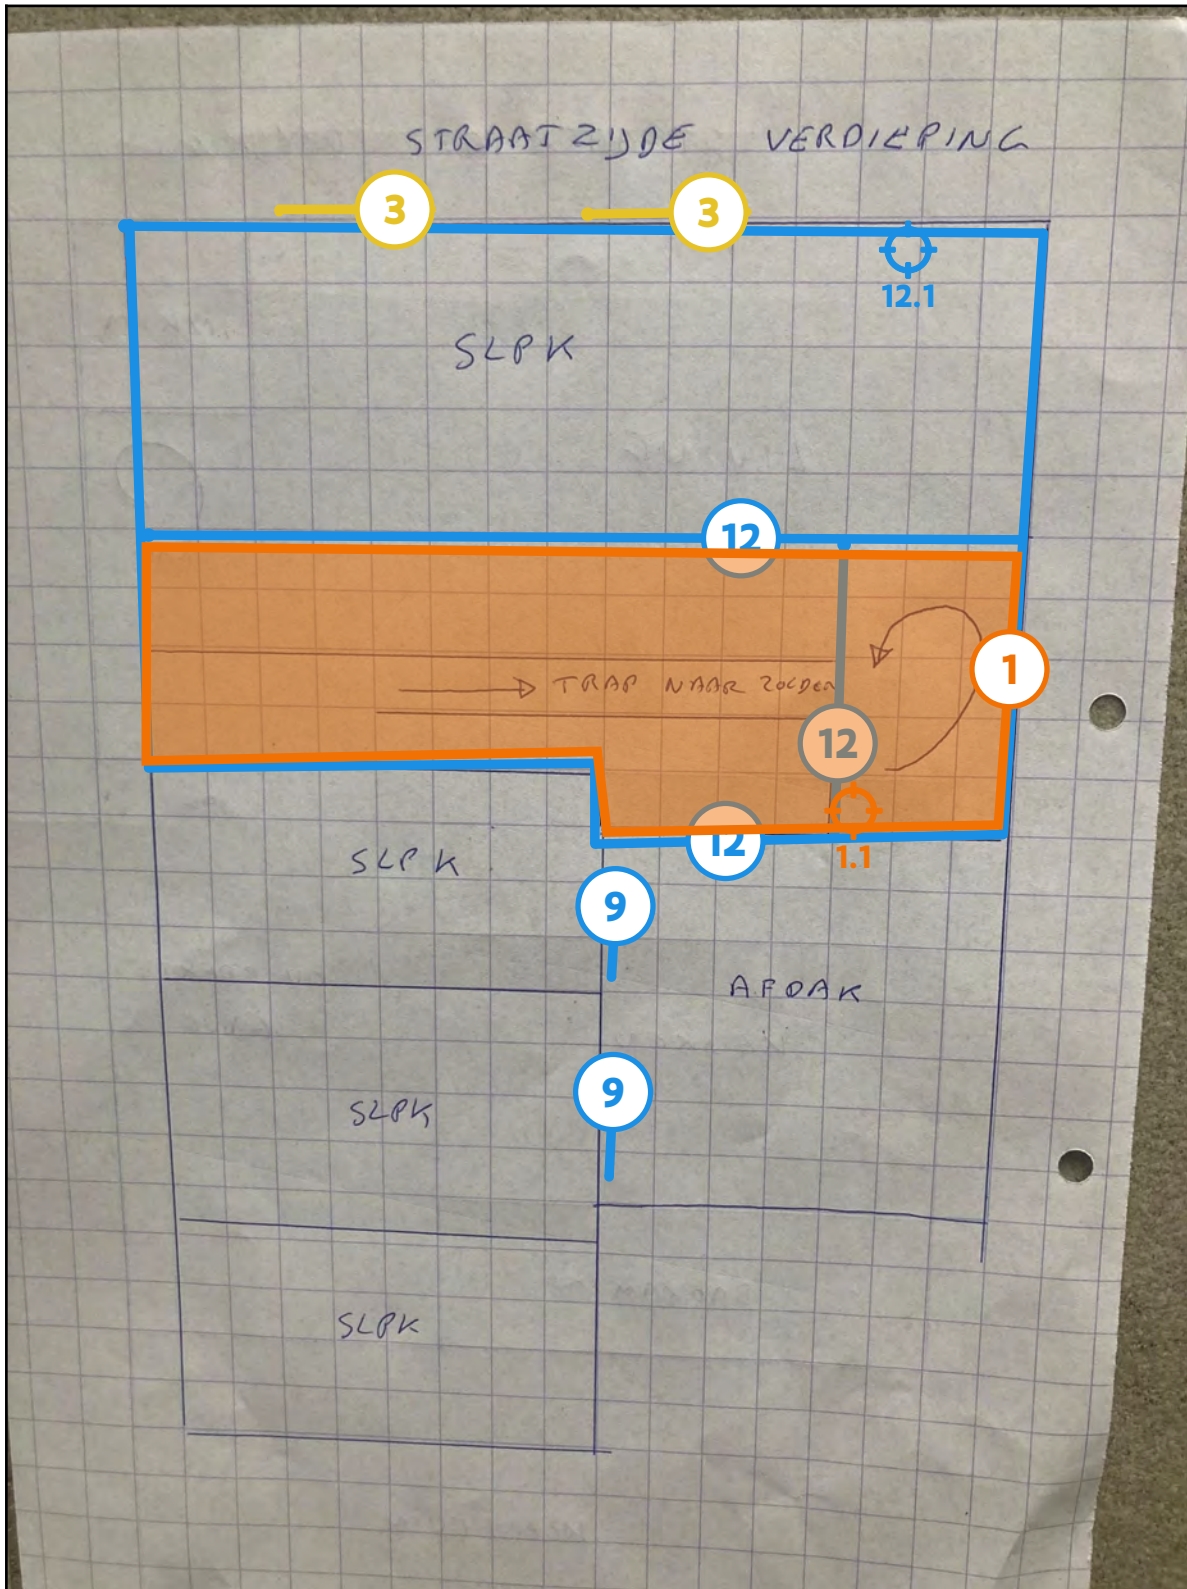 STRAATZIJDE VERDIEPING
3 3
12.1
SLPK
12
1
TRAP NAAR ZOLDER
12
12
1.1
SLPK
9
AFDAK
9
SLPK
SLPK